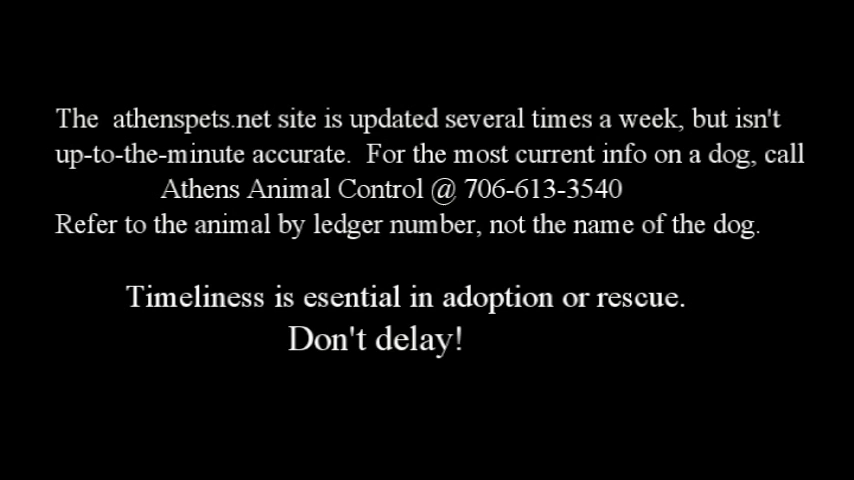 The athenspets.net site is updated several times a week, but isn't
up-to-the-minute accurate. For the most current info on a dog, call
Athens Animal Control @ 706-613-3540
Refer to the animal by ledger number, not the name of the dog.
Timeliness is esential in adoption or rescue.
Don't delay!